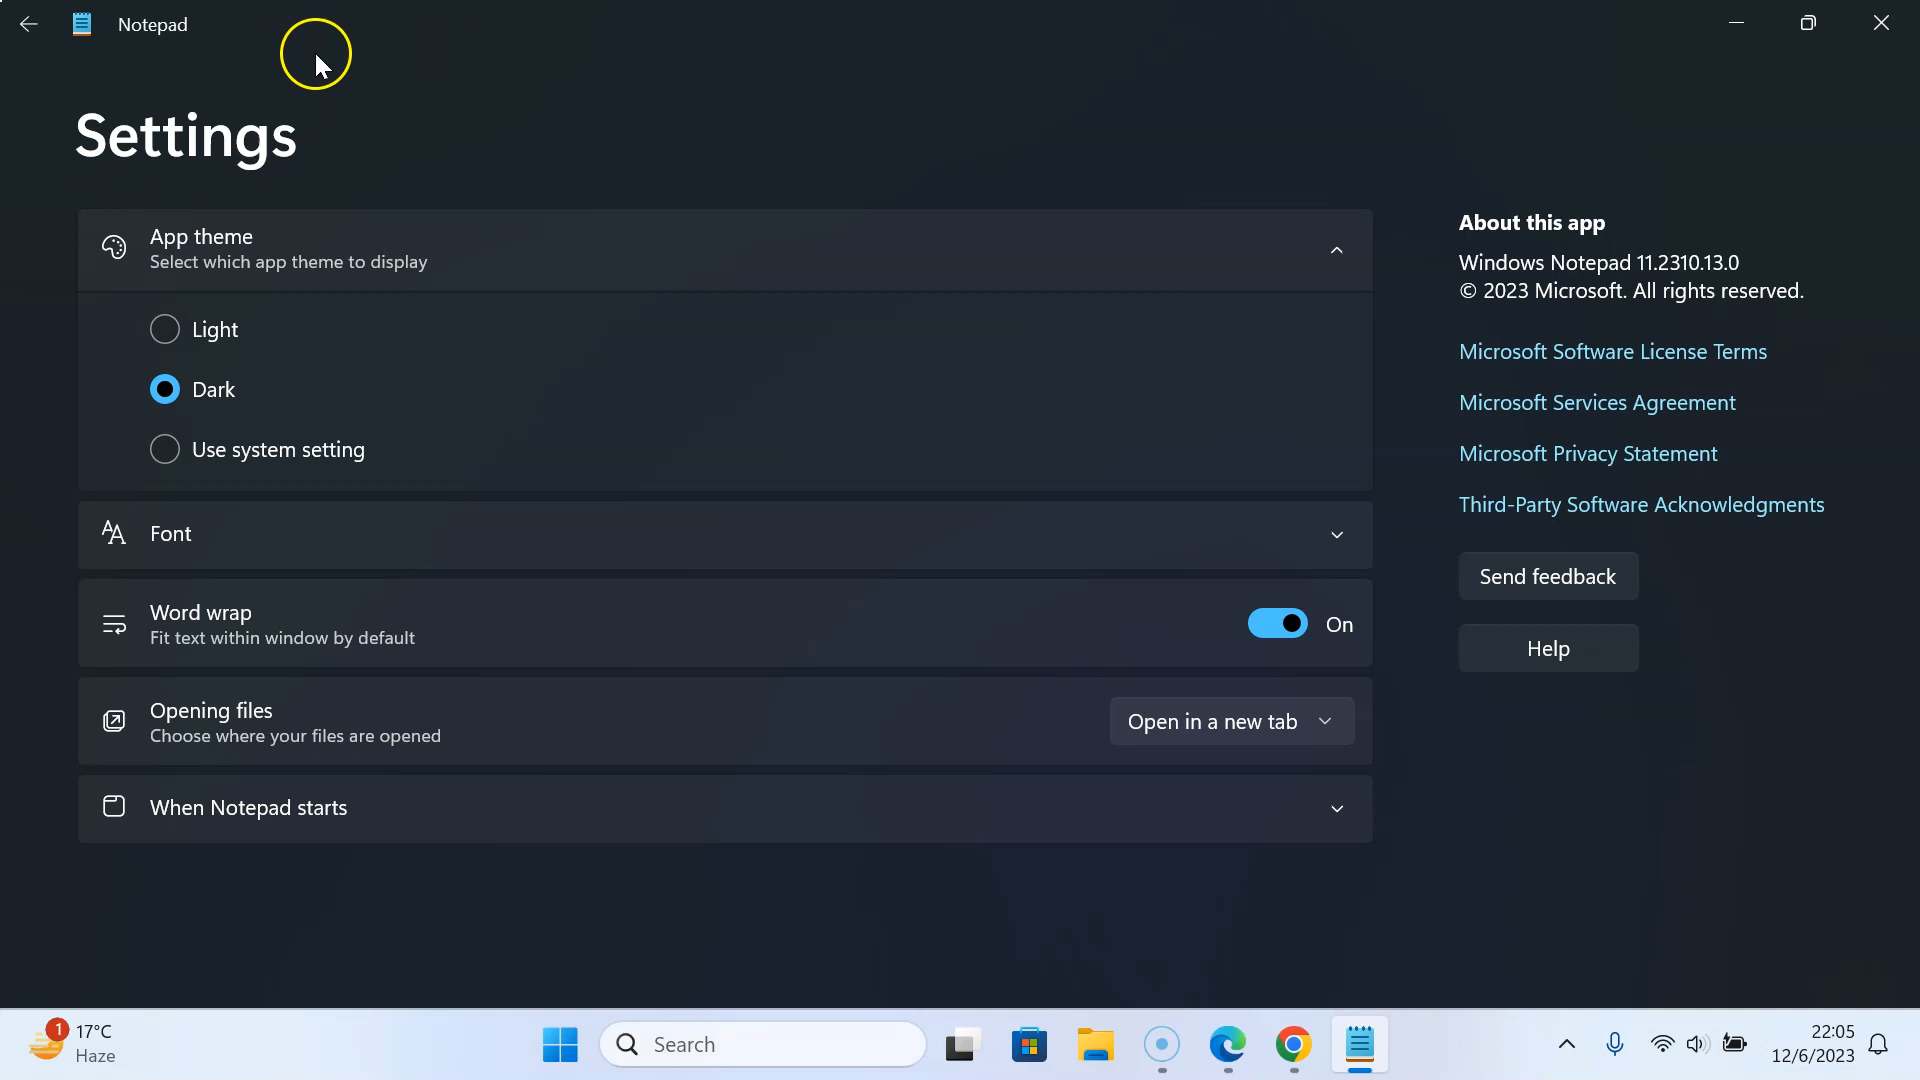 Notepad
Settings
App theme
Select which app theme to display
Light
Dark
Use system setting
Font
Word wrap
Fit text within window by default
On
Opening files
Choose where your files are opened
Open in a new tab
When Notepad starts
About this app
Windows Notepad 11.2310.13.0
© 2023 Microsoft. All rights reserved.
Microsoft Software License Terms
Microsoft Services Agreement
Microsoft Privacy Statement
Third-Party Software Acknowledgments
Send feedback
Help
1
17°C
Haze
Search
22:05
12/6/2023